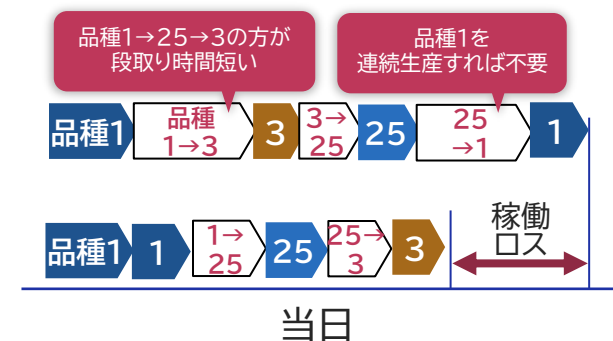 品種1→25→3の方が
段取り時間短い
品種1を
連続生産すれば不要
品種1
品種
1→3
3
3→
25
25
25
→1
1
品種1
1
1→
25
25
25→
3
3
稼働
ロス
当日